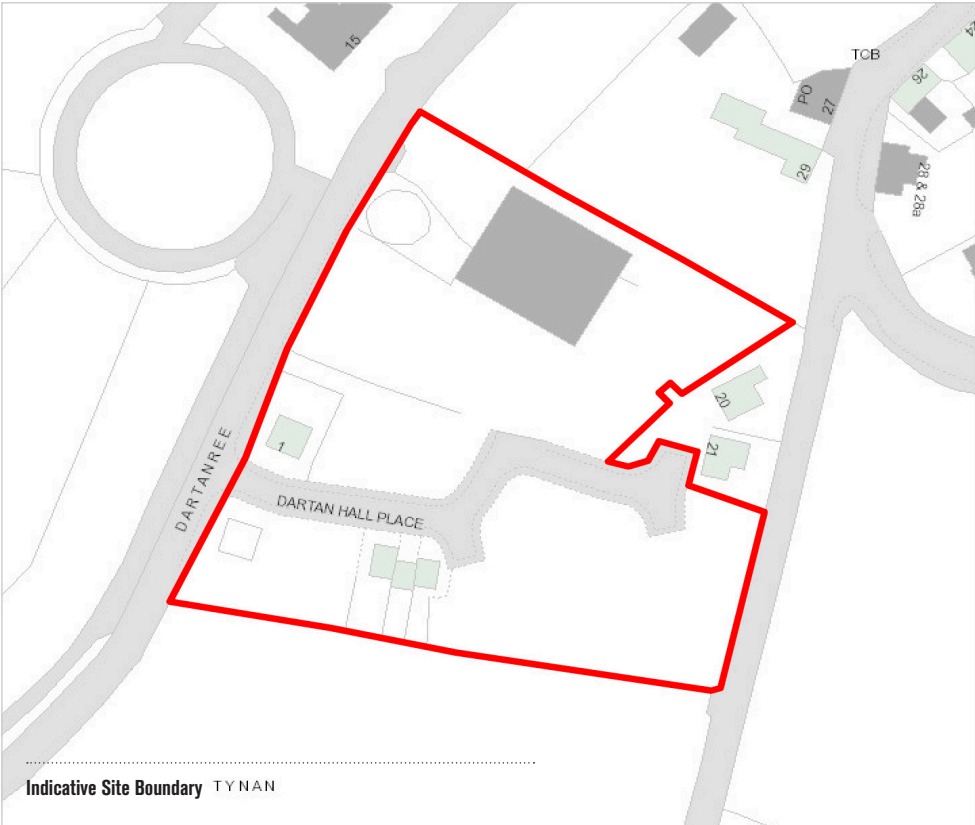 15
TCB
PO
27
26
24
29
28 & 28a
20
21
1
DARTANREE
DARTAN HALL PLACE
Indicative Site Boundary TYNAN